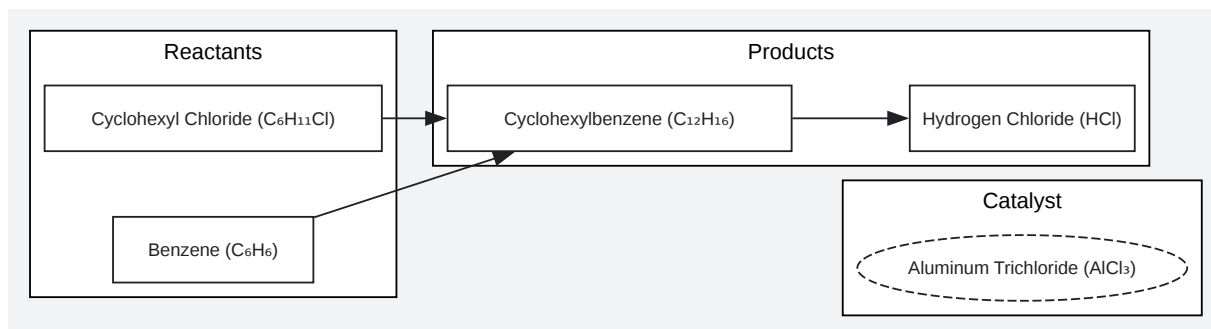 Reactants
Products
Cyclohexyl Chloride (C₆H₁₁Cl)
Cyclohexylbenzene (C₁₂H₁₆)
Hydrogen Chloride (HCl)
Benzene (C₆H₆)
Catalyst
Aluminum Trichloride (AlCl₃)